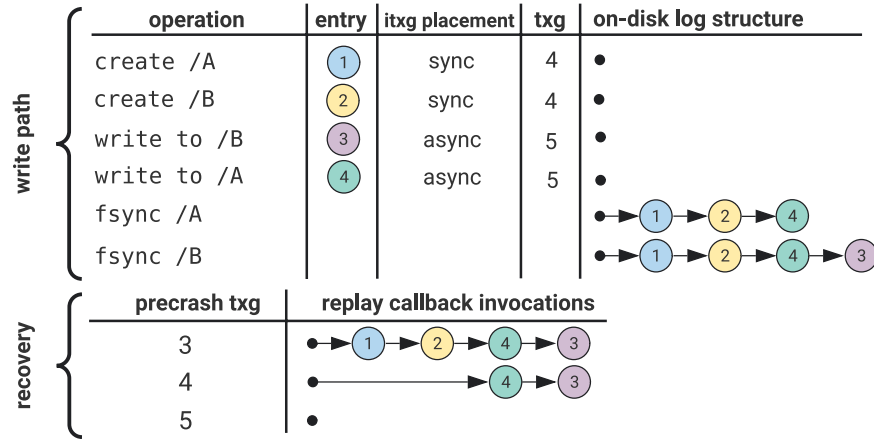 operation entry itxg placement txg on-disk log structure
create /A 1 sync 4
create /B 2 sync 4
write to /B 3 async 5
write to /A 4 async 5
fsync /A 1 2 4
fsync /B 1 2 4 3
write path
precrash txg replay callback invocations
3 1 2 4 3
4 4 3
5
recovery